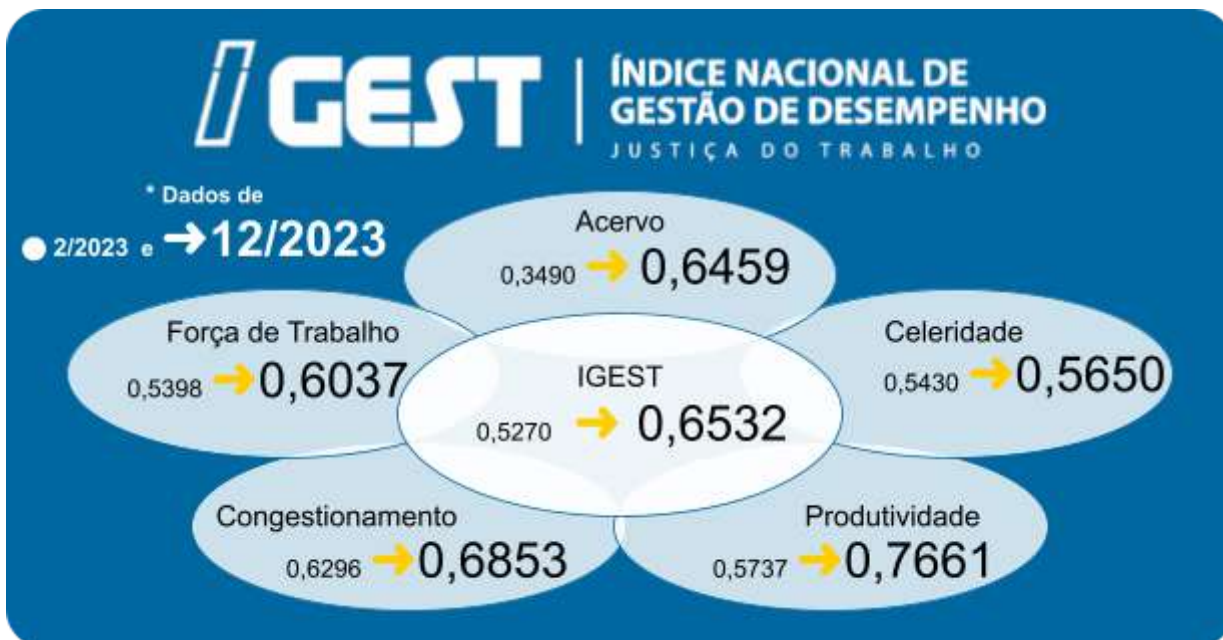 IGEST
ÍNDICE NACIONAL DE
GESTÃO DE DESEMPENHO
JUSTIÇA DO TRABALHO
* Dados de
2/2023 e ➔12/2023
Acervo
0,3490 ➔ 0,6459
Força de Trabalho
0,5398 ➔ 0,6037
Celeridade
0,5430 ➔ 0,5650
IGEST
0,5270 ➔ 0,6532
Congestionamento
0,6296 ➔ 0,6853
Produtividade
0,5737 ➔ 0,7661